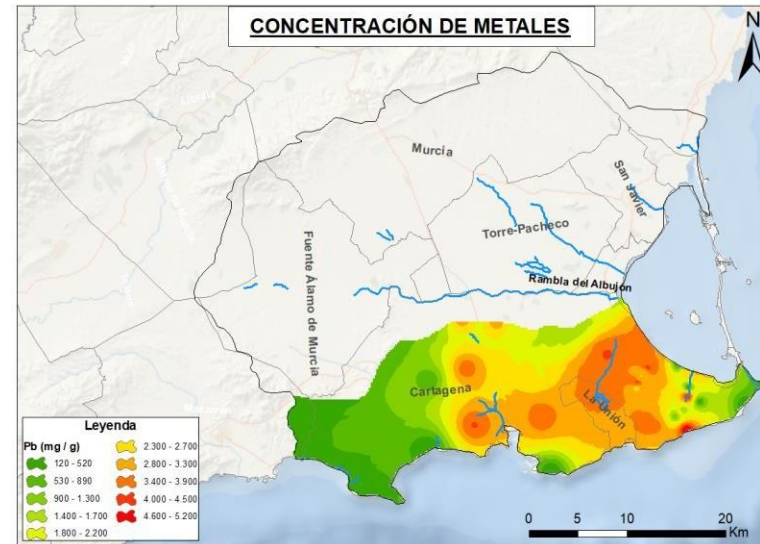 CONCENTRACIÓN DE METALES
N
Murcia
San Javier
Torre-Pacheco
Fuente Álamo de Murcia
Rambla del Albujón
Cartagena
La Unión
Leyenda
Pb (mg / g)
120 - 520
530 - 890
900 - 1.300
1.400 - 1.700
1.800 - 2.200
2.300 - 2.700
2.800 - 3.300
3.400 - 3.900
4.000 - 4.500
4.600 - 5.200
0 5 10 20
Km